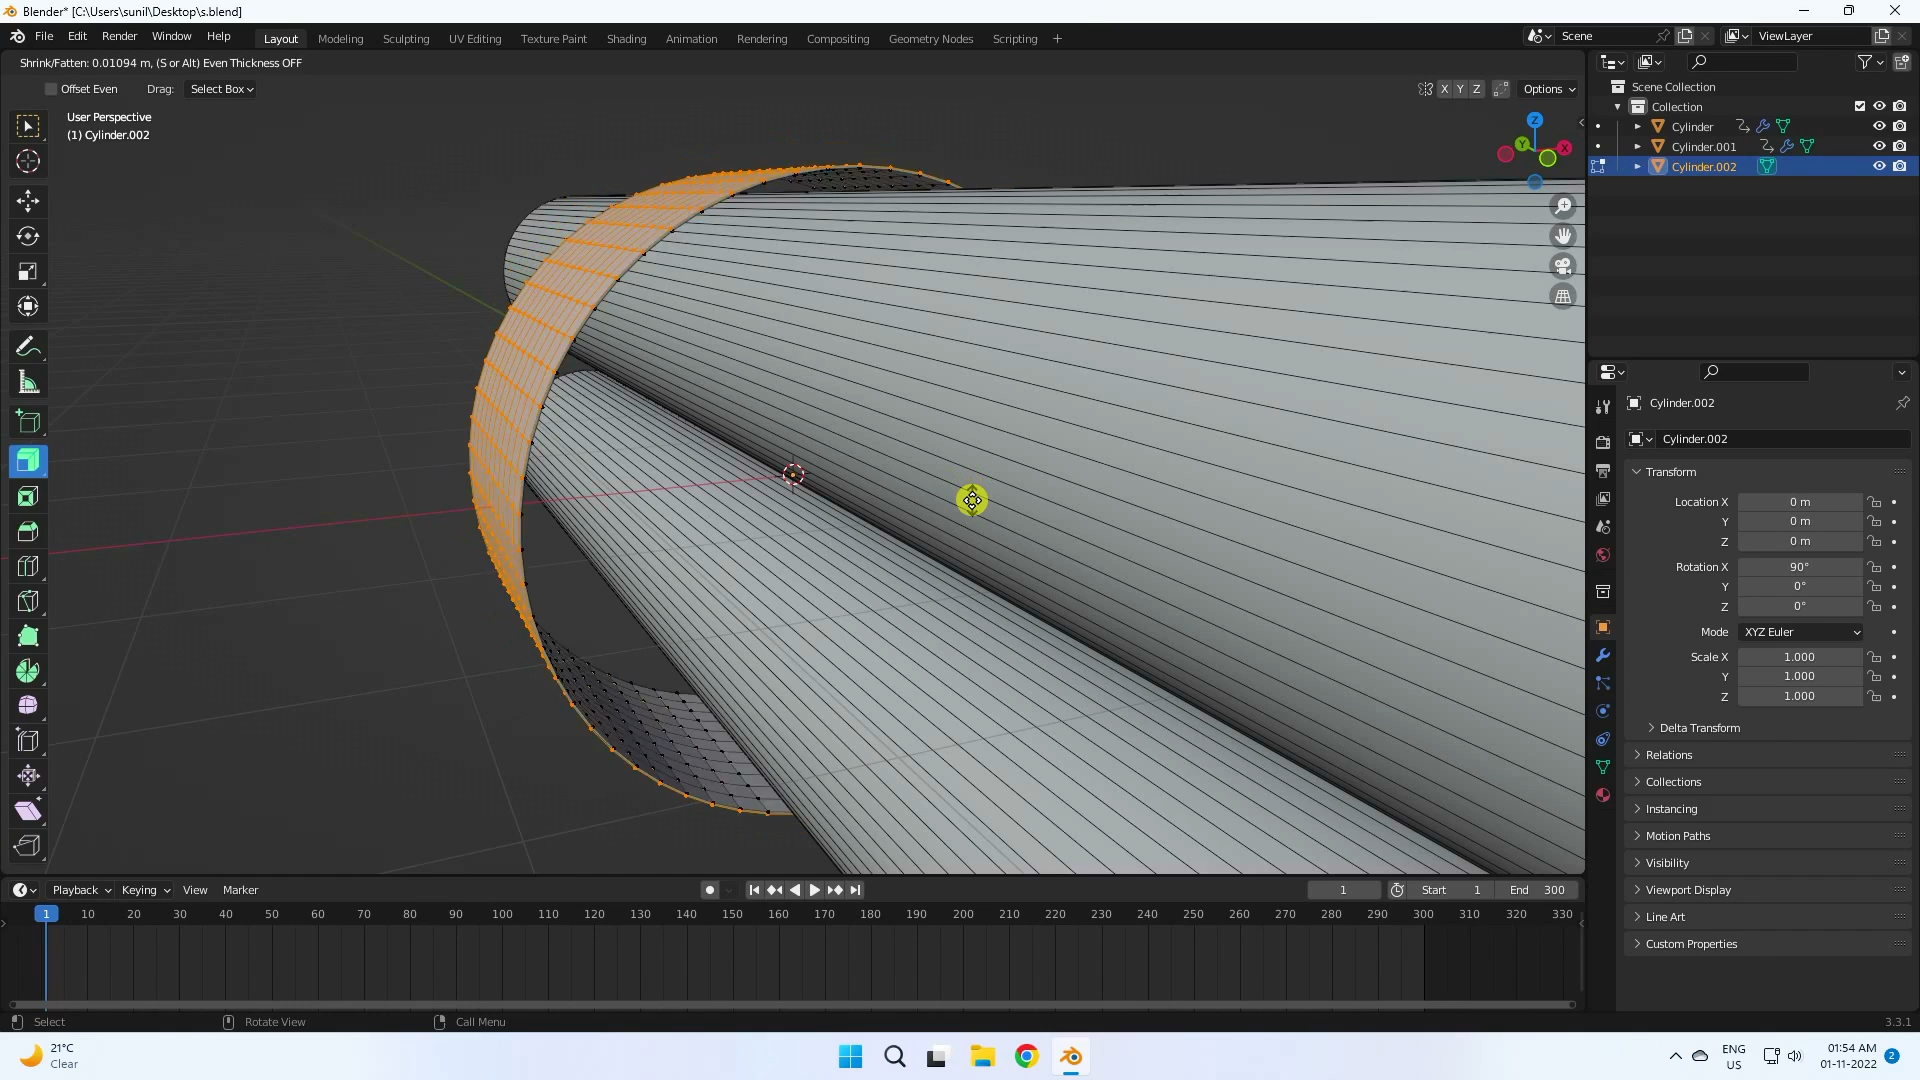 Blender* [C:\Users\sunil\Desktop\s.blend]
File Edit Render Window Help Layout Modeling Sculpting UV Editing Texture Paint Shading Animation Rendering Compositing Geometry Nodes Scripting + Scene ViewLayer
Shrink/Fatten: 0.01094 m, (S or Alt) Even Thickness OFF
Offset Even Drag: Select Box X Y Z Options
User Perspective
(1) Cylinder.002
Z
Y
X
Scene Collection
Collection
Cylinder
Cylinder.001
Cylinder.002
Cylinder.002
Cylinder.002
Transform
Location X 0 m
Y 0 m
Z 0 m
Rotation X 90°
Y 0°
Z 0°
Mode XYZ Euler
Scale X 1.000
Y 1.000
Z 1.000
Delta Transform
Relations
Collections
Instancing
Motion Paths
Visibility
Viewport Display
Line Art
Custom Properties
Playback Keying View Marker 1 Start 1 End 300
1 10 20 30 40 50 60 70 80 90 100 110 120 130 140 150 160 170 180 190 200 210 220 230 240 250 260 270 280 290 300 310 320 330
Select Rotate View Call Menu 3.3.1
21°C
Clear
ENG
US
01:54 AM
01-11-2022
2